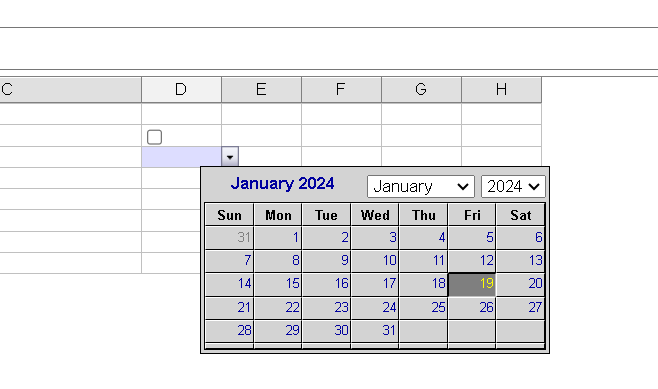 C D E F G H
January 2024 January 2024
Sun Mon Tue Wed Thu Fri Sat
31 1 2 3 4 5 6
7 8 9 10 11 12 13
14 15 16 17 18 19 20
21 22 23 24 25 26 27
28 29 30 31